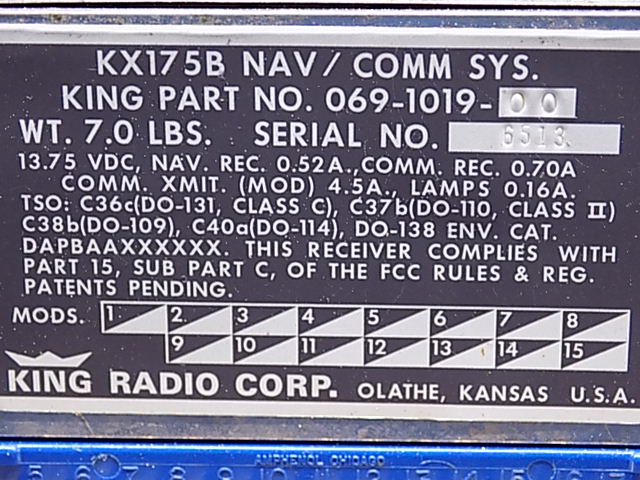 KX175B NAV/COMM SYS.
KING PART NO. 069-1019-00
WT. 7.0 LBS. SERIAL NO. 6513
13.75 VDC, NAV. REC. 0.52A., COMM. REC. 0.70A
COMM. XMIT. (MOD) 4.5A., LAMPS 0.16A.
TSO: C36c(DO-131, CLASS C), C37b(DO-110, CLASS II)
C38b(DO-109), C40a(DO-114), DO-138 ENV. CAT.
DAPBAAXXXXXX. THIS RECEIVER COMPLIES WITH
PART 15, SUB PART C, OF THE FCC RULES & REG.
PATENTS PENDING.
MODS. 1 2 3 4 5 6 7 8
9 10 11 12 13 14 15
KING RADIO CORP. OLATHE, KANSAS U.S.A.
AMPHENOL CHICAGO